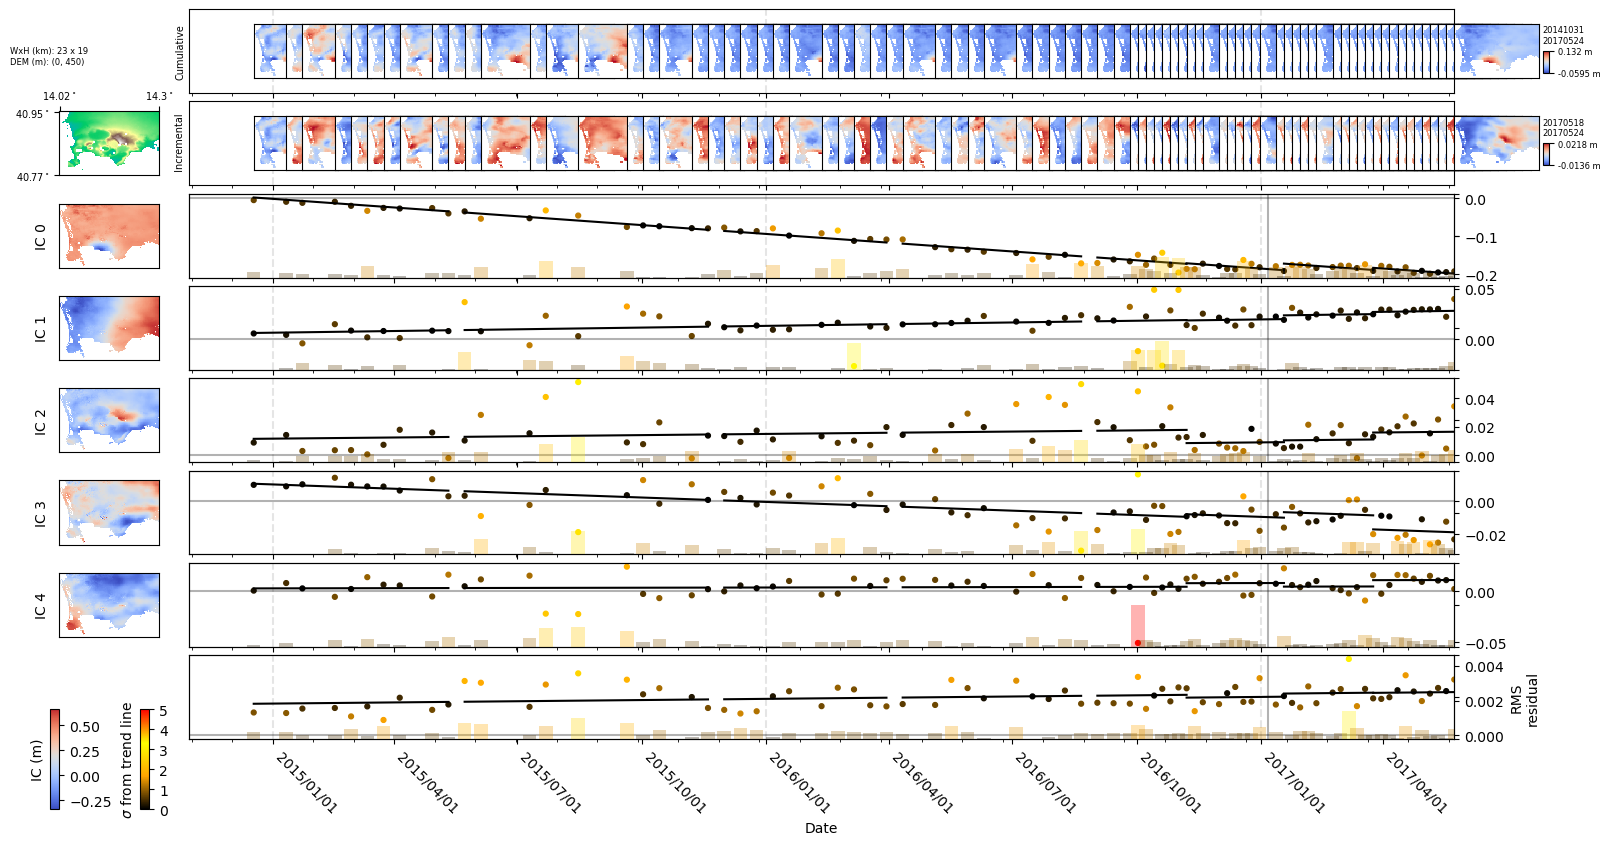 WxH (km): 23 x 19
DEM (m): (0, 450)
Cumulative
20141031
20170524
0.132 m
-0.0595 m
14.02°
14.3°
40.95°
40.77°
Incremental
20170518
20170524
0.0218 m
-0.0136 m
IC 0
0.0
−0.1
−0.2
IC 1
0.05
0.00
IC 2
0.04
0.02
0.00
IC 3
0.00
−0.02
IC 4
0.00
−0.05
0.004
0.002
0.000
RMS
residual
IC (m)
0.50
0.25
0.00
−0.25
σ from trend line
5
4
3
2
1
0
2015/01/01
2015/04/01
2015/07/01
2015/10/01
2016/01/01
2016/04/01
2016/07/01
2016/10/01
2017/01/01
2017/04/01
Date